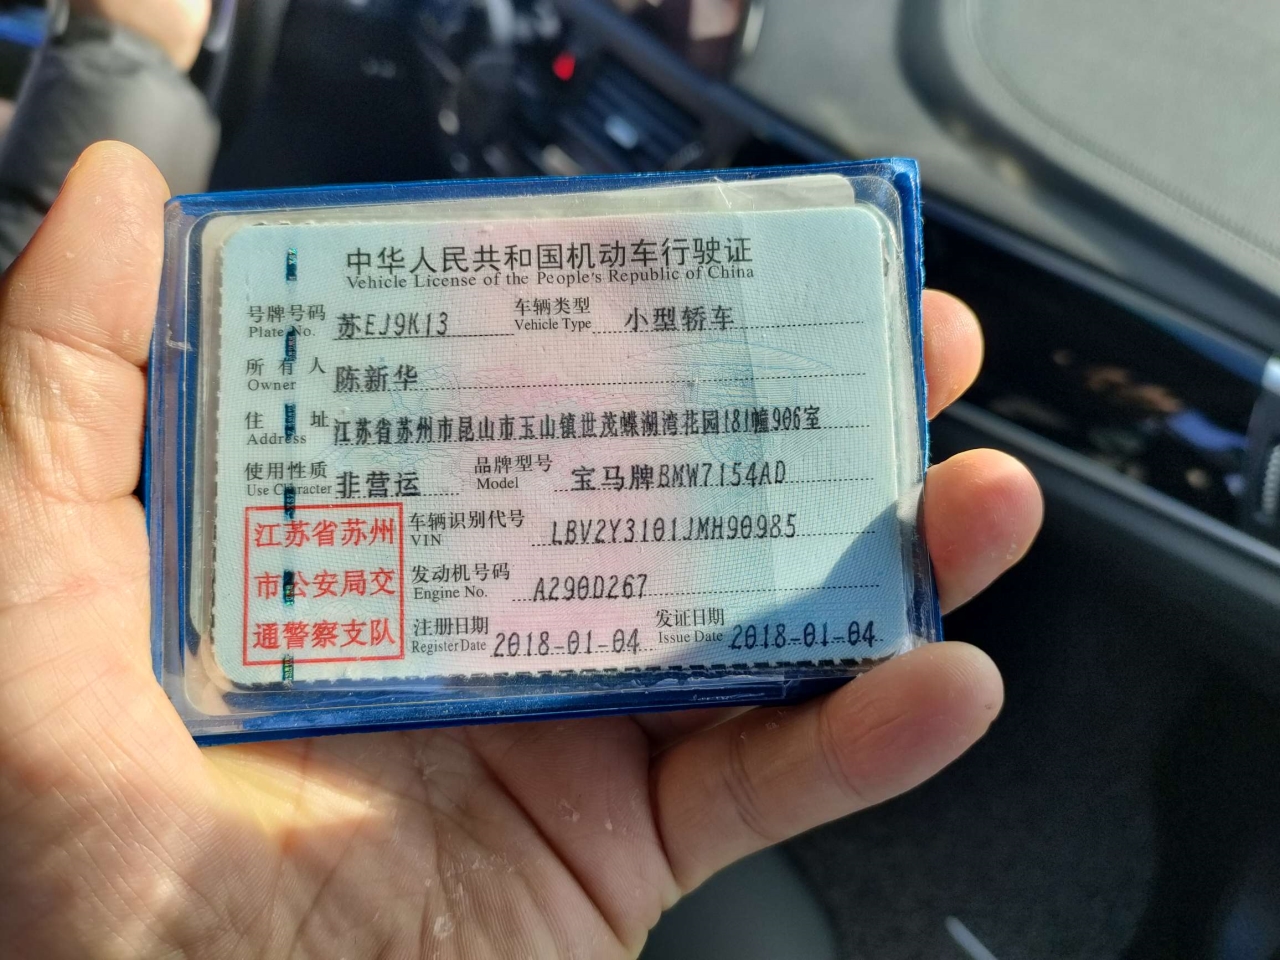 中华人民共和国机动车行驶证
Vehicle License of the People's Republic of China
号牌号码 Plate No. 苏EJ9K13 车辆类型 Vehicle Type 小型轿车
所有人 Owner 陈新华
住址 Address 江苏省苏州市昆山市玉山镇世茂蝶湖湾花园181幢906室
使用性质 Use Character 非营运 品牌型号 Model 宝马牌BMW7154AD
车辆识别代号 VIN LBV2Y3101JMH90985
发动机号码 Engine No. A290D267
注册日期 Register Date 2018-01-04 发证日期 Issue Date 2018-01-04
江苏省苏州
市公安局交
通警察支队